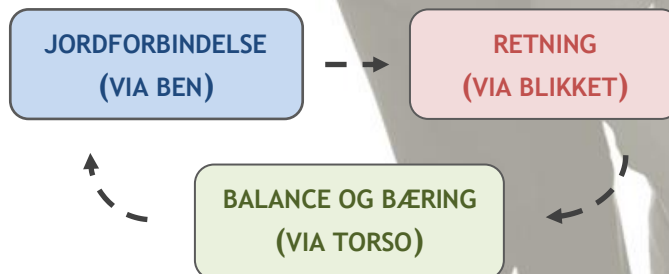 JORDFORBINDELSE
(VIA BEN)
RETNING
(VIA BLIKKET)
BALANCE OG BÆRING
(VIA TORSO)